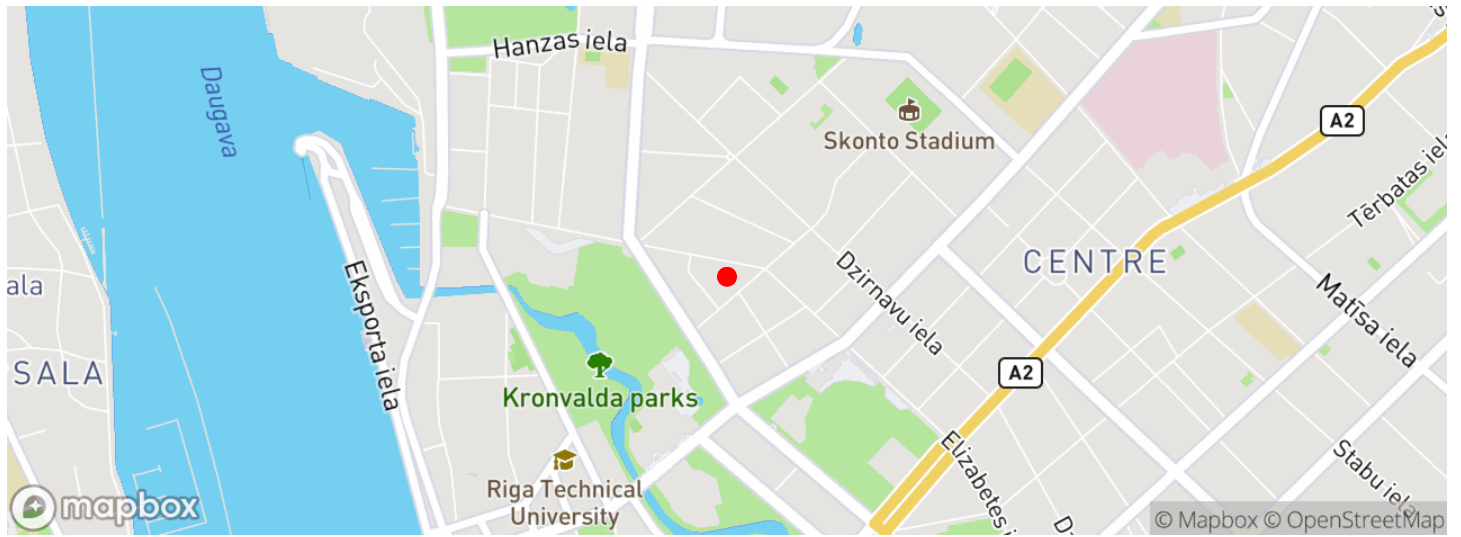 Hanzas iela
Daugava
A2
Skonto Stadium
Tērbatas iela
CENTRE
Dzirnavu iela
ala
Eksporta iela
Matīsa iela
SALA
A2
Kronvalda parks
Elizabetes i
Stabu iela
Riga Technical
University
mapbox
© Mapbox © OpenStreetMap